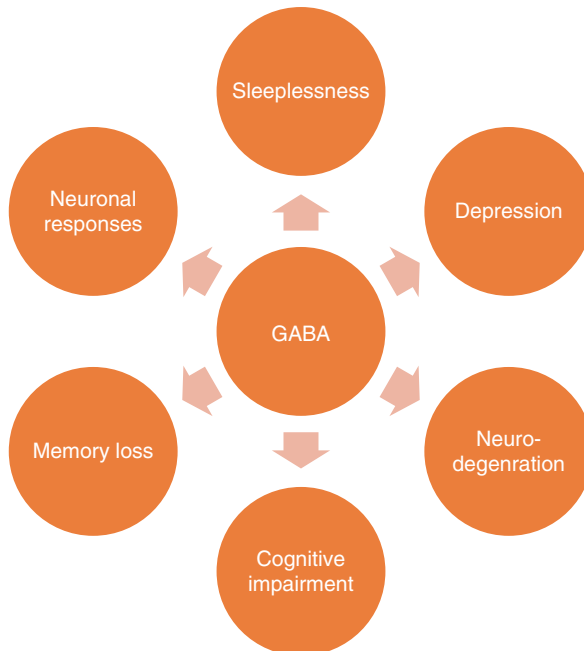 Sleeplessness
Neuronal
responses
Depression
GABA
Memory loss
Neuro-
degenration
Cognitive
impairment